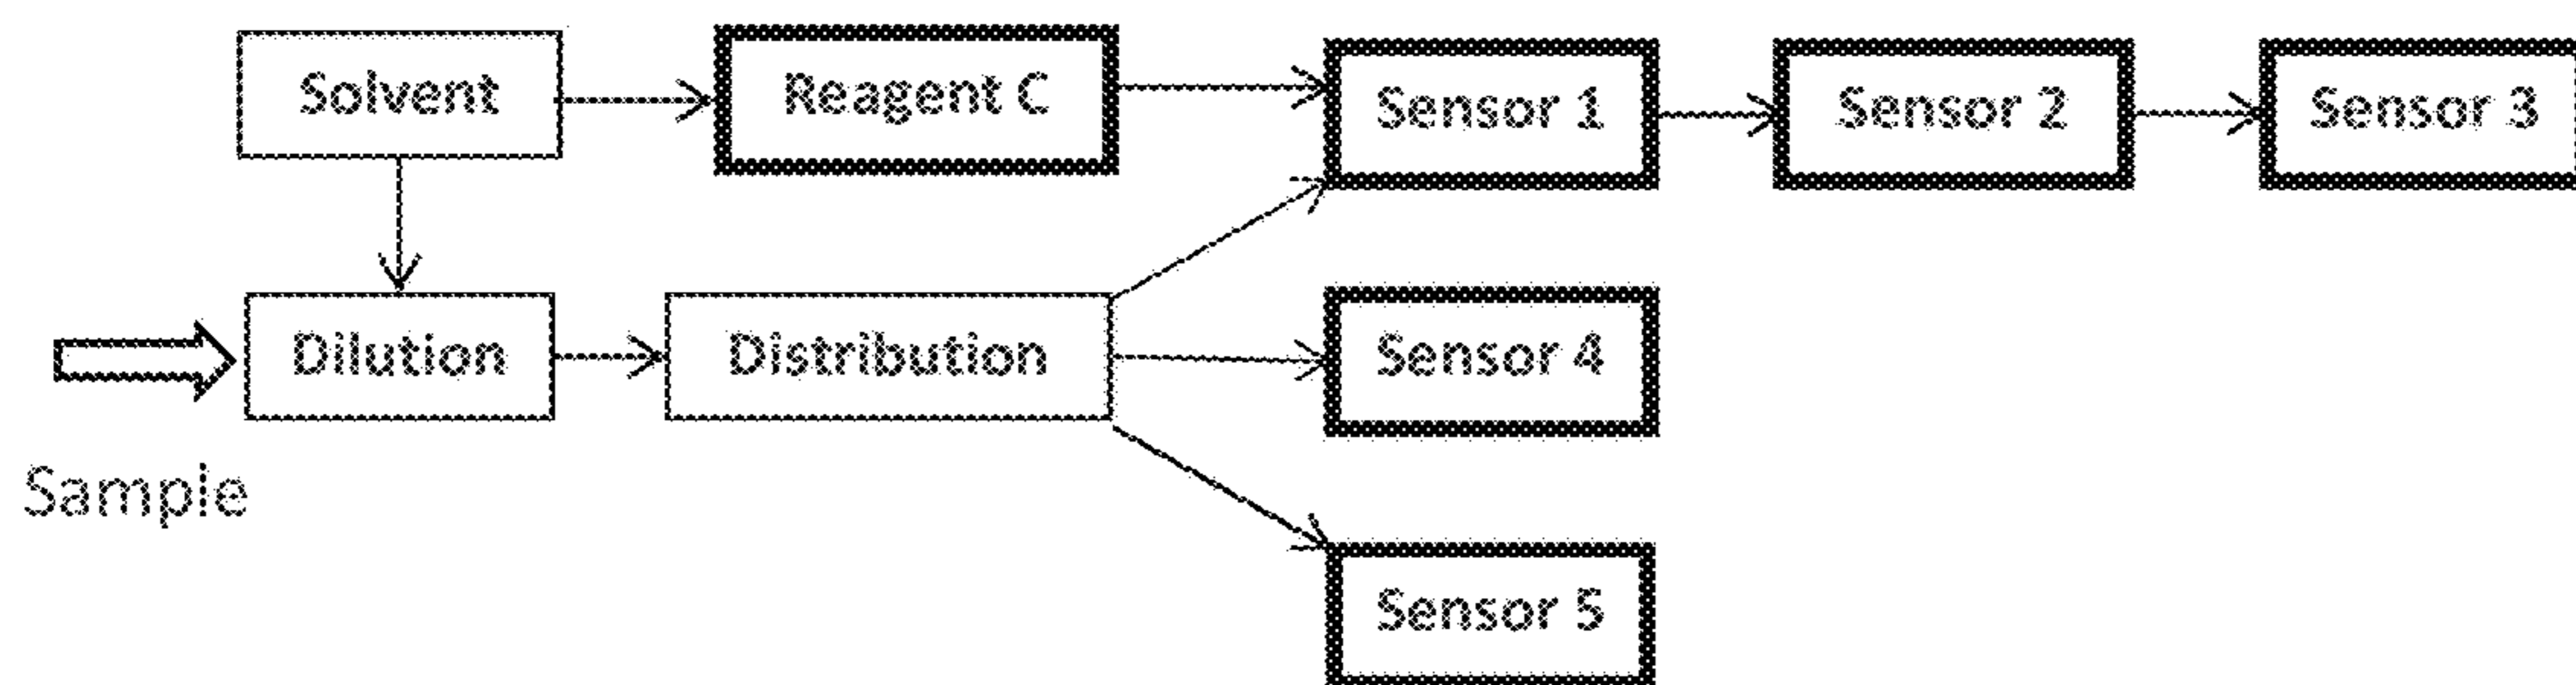 Solvent
Reagent C
Sensor 1
Sensor 2
Sensor 3
Dilution
Distribution
Sensor 4
Sample
Sensor 5